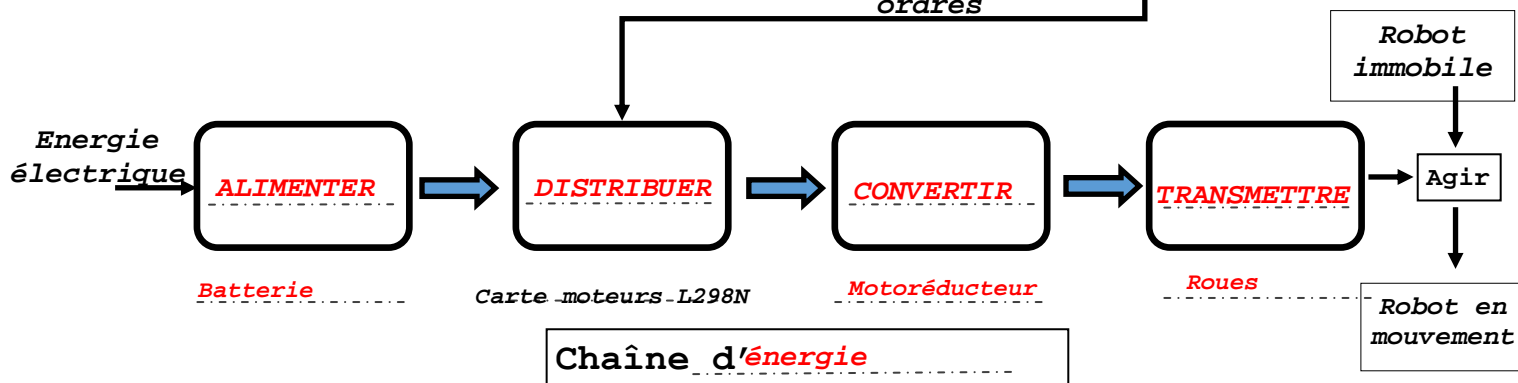 ordres
Robot
immobile
Energie
électrique
ALIMENTER
DISTRIBUER
CONVERTIR
TRANSMETTRE
Agir
Batterie
Carte moteurs L298N
Motoréducteur
Roues
Robot en
mouvement
Chaîne d'énergie